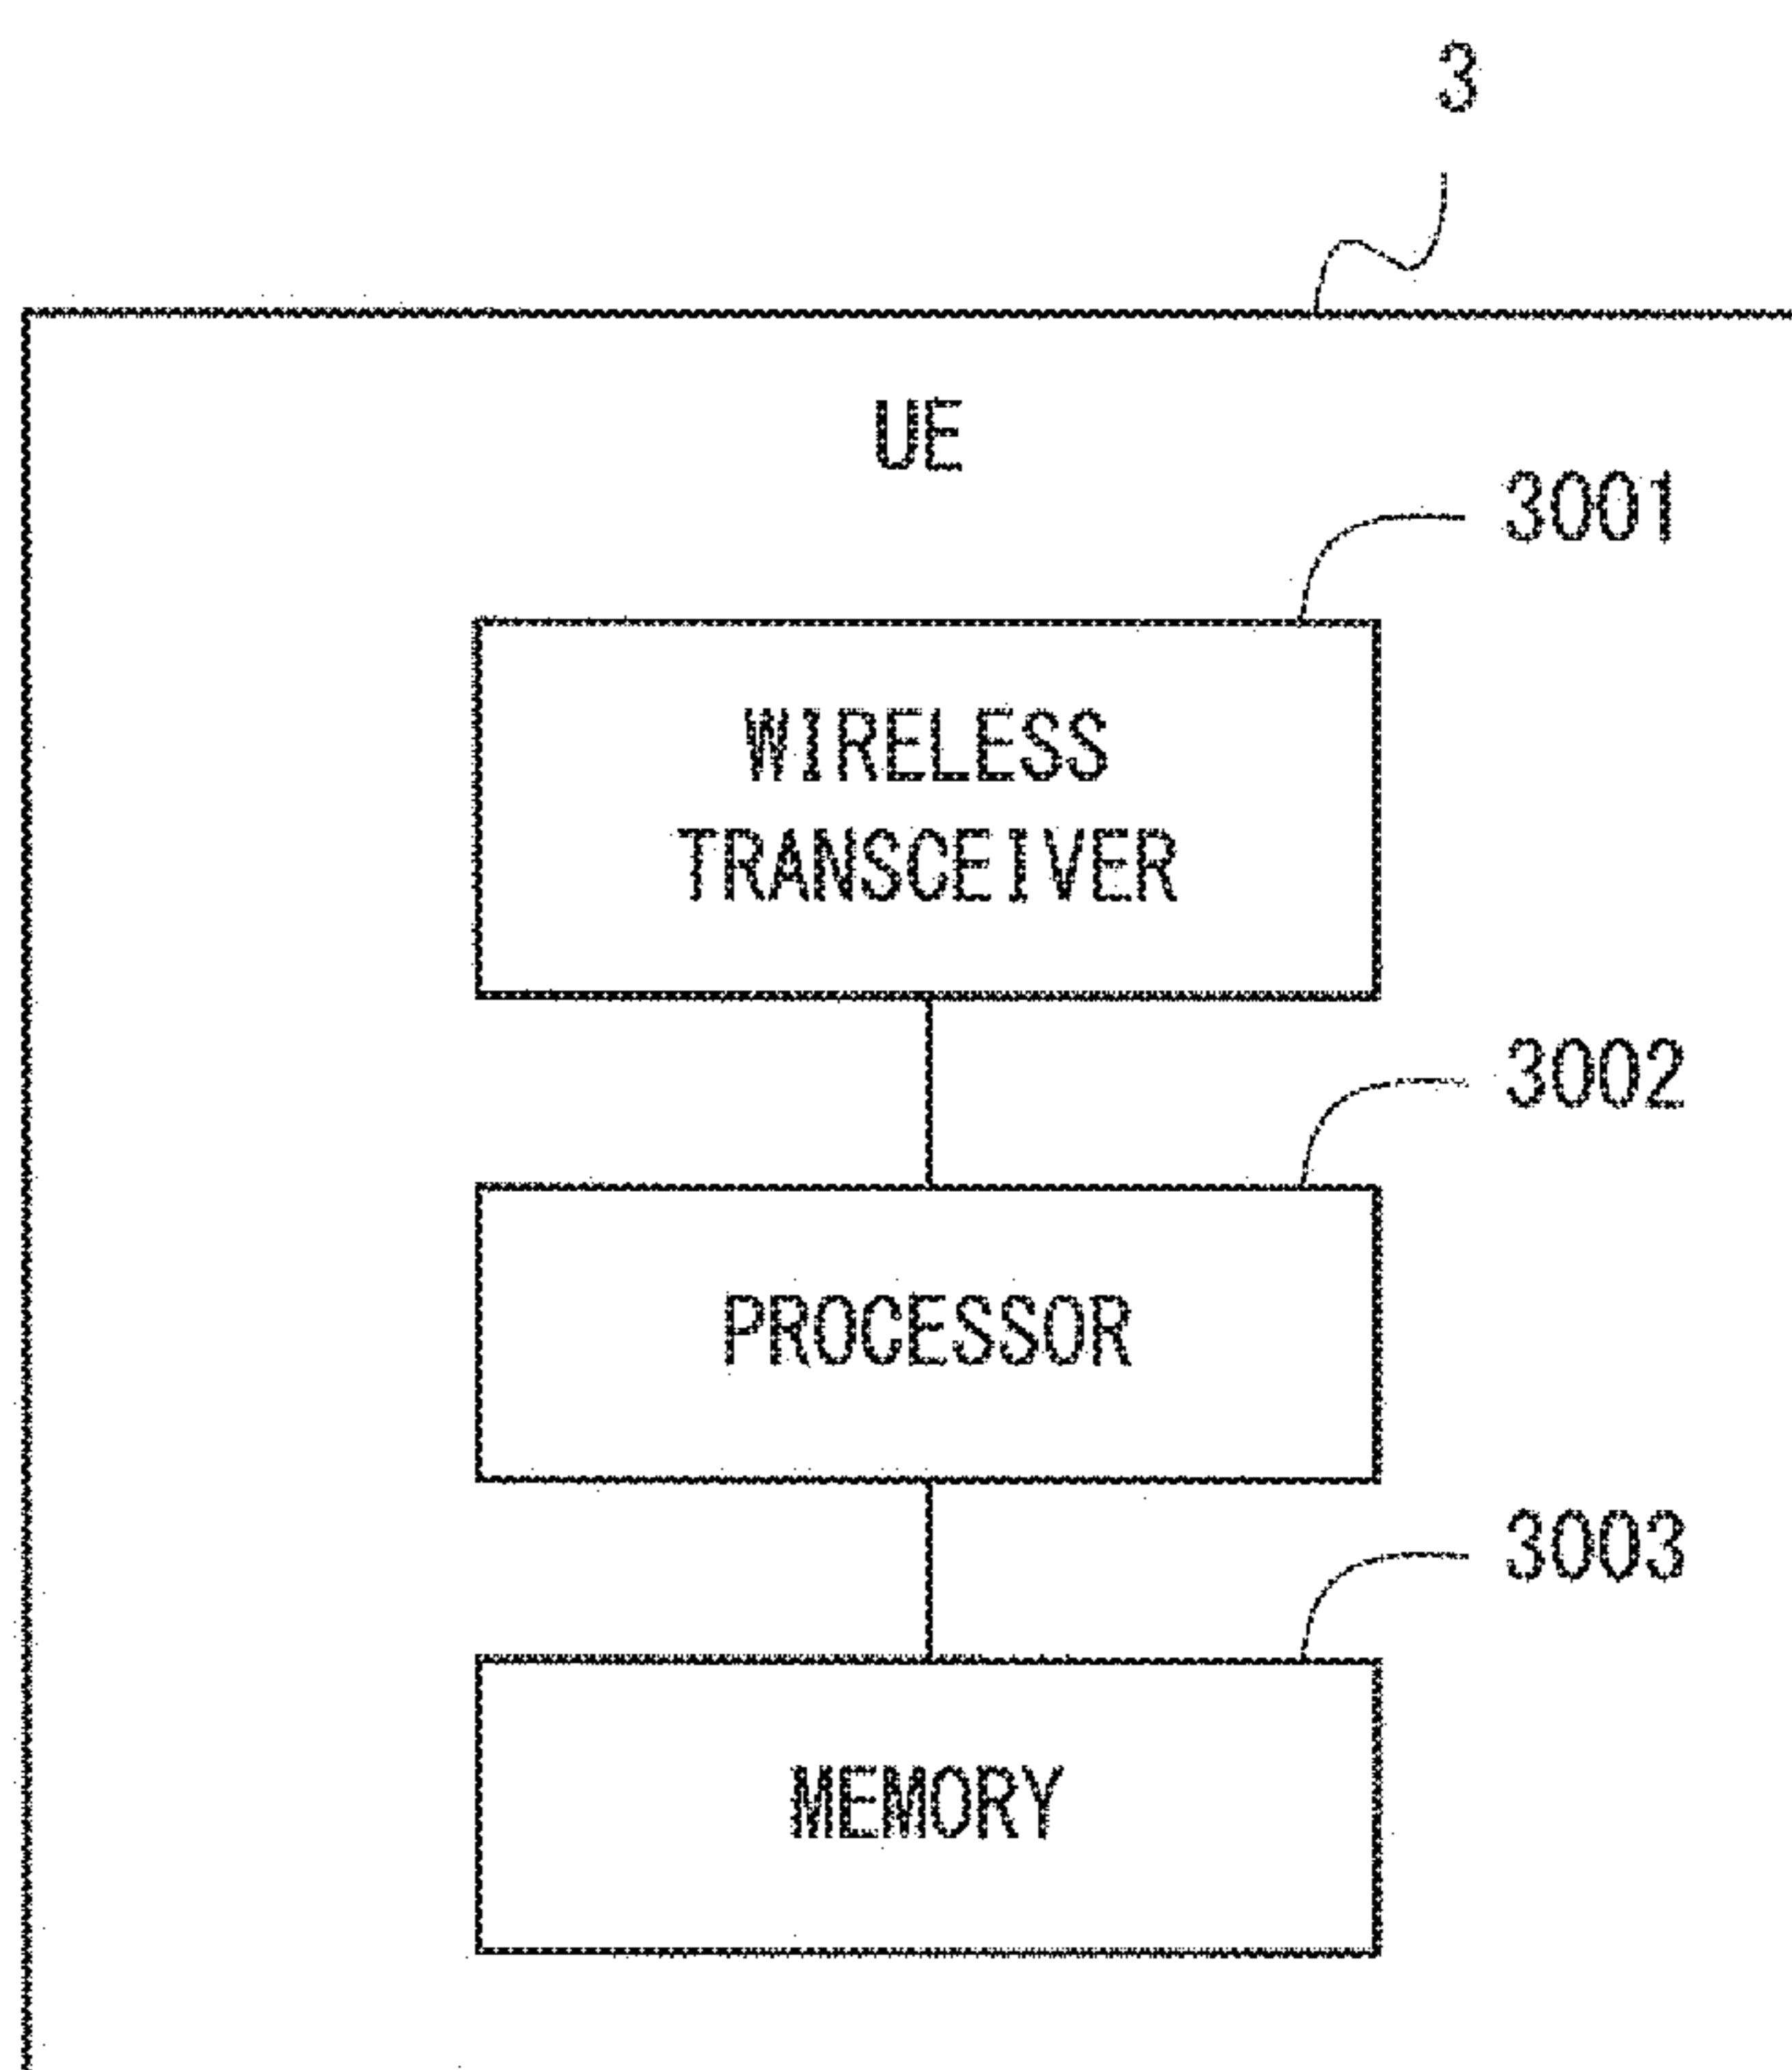 3
UE
3001
WIRELESS
TRANSCEIVER
3002
PROCESSOR
3003
MEMORY